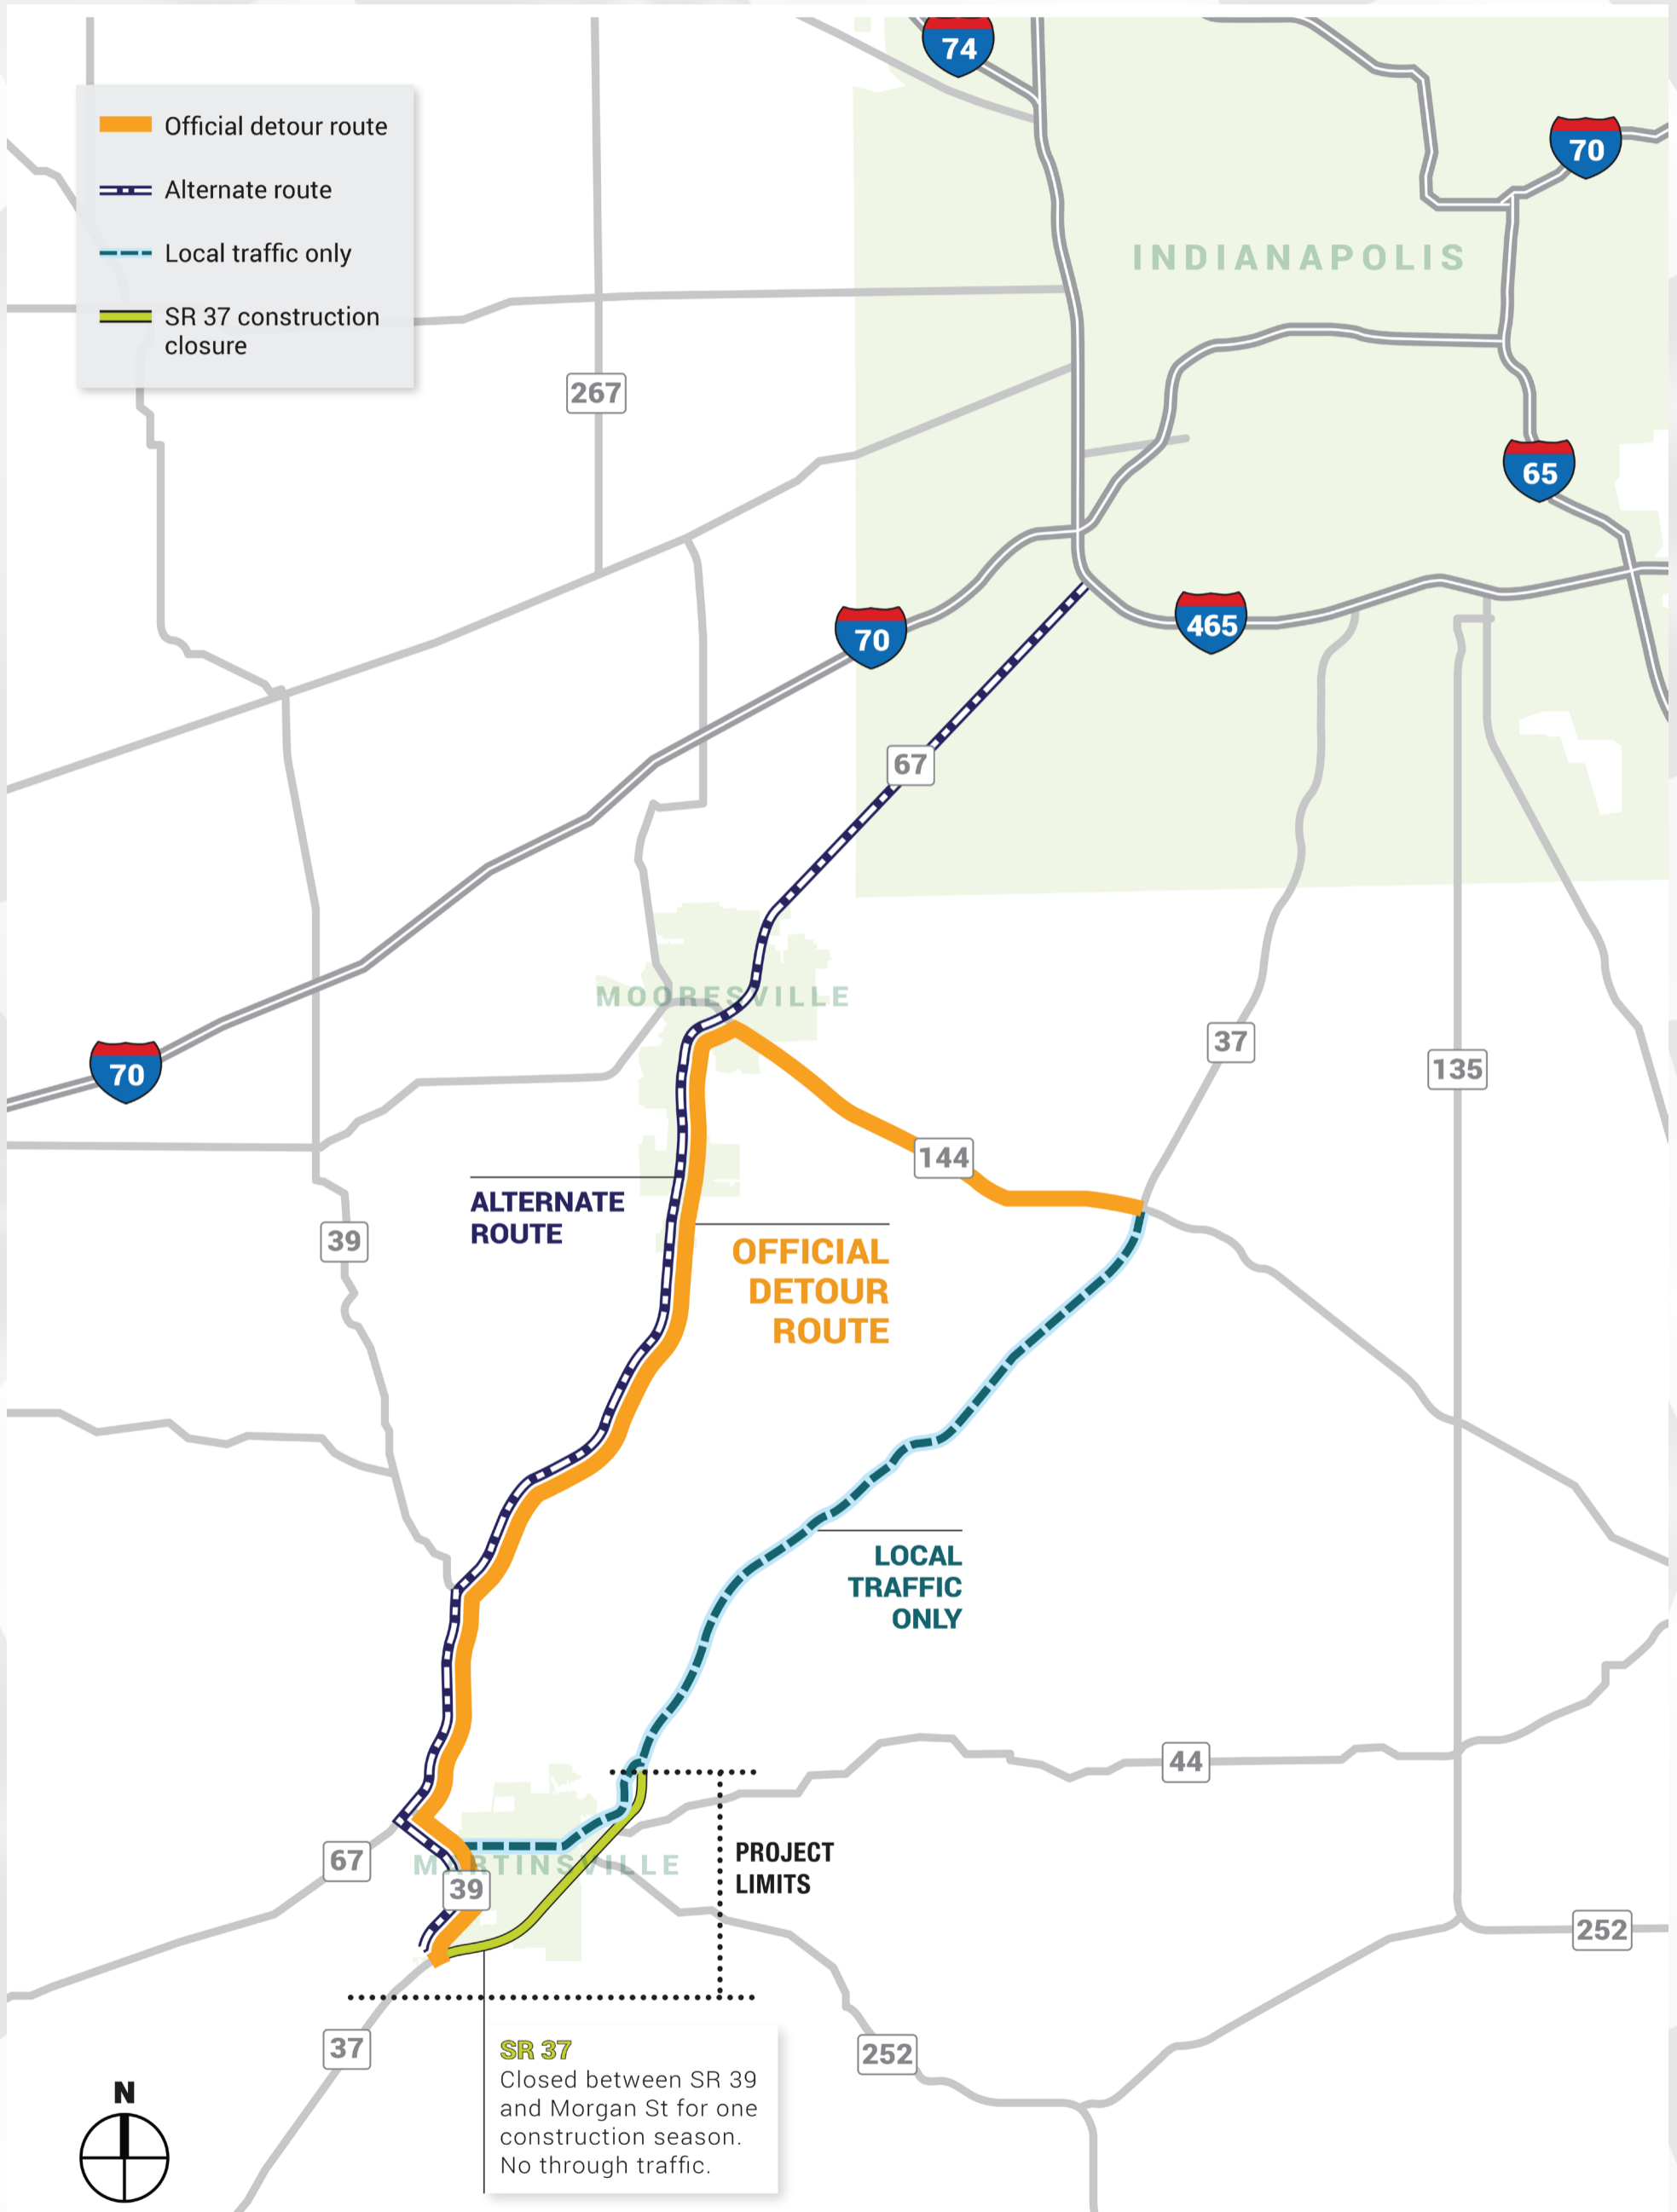 74
Official detour route
Alternate route
Local traffic only
SR 37 construction
closure
70
INDIANAPOLIS
267
65
70
465
67
MOORESVILLE
70
37
135
144
ALTERNATE
ROUTE
39
OFFICIAL
DETOUR
ROUTE
LOCAL
TRAFFIC
ONLY
44
PROJECT
LIMITS
67
MARTINSVILLE
39
252
37
SR 37
Closed between SR 39
and Morgan St for one
construction season.
No through traffic.
252
N